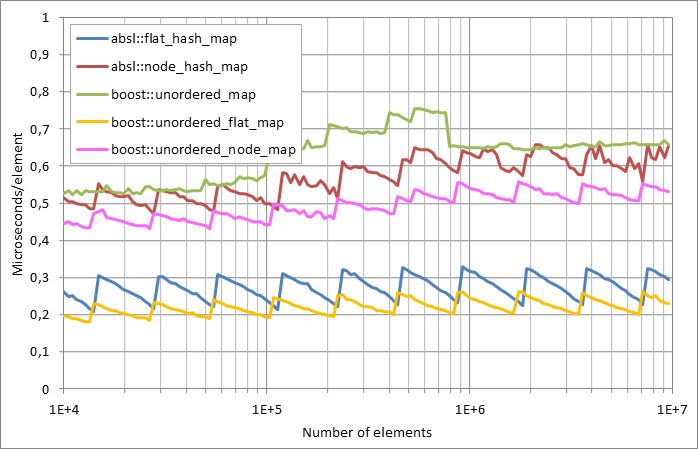 1
0,9
0,8
0,7
0,6
0,5
0,4
0,3
0,2
0,1
0
Microseconds/element
absl::flat_hash_map
absl::node_hash_map
boost::unordered_map
boost::unordered_flat_map
boost::unordered_node_map
1E+4 1E+5 1E+6 1E+7
Number of elements